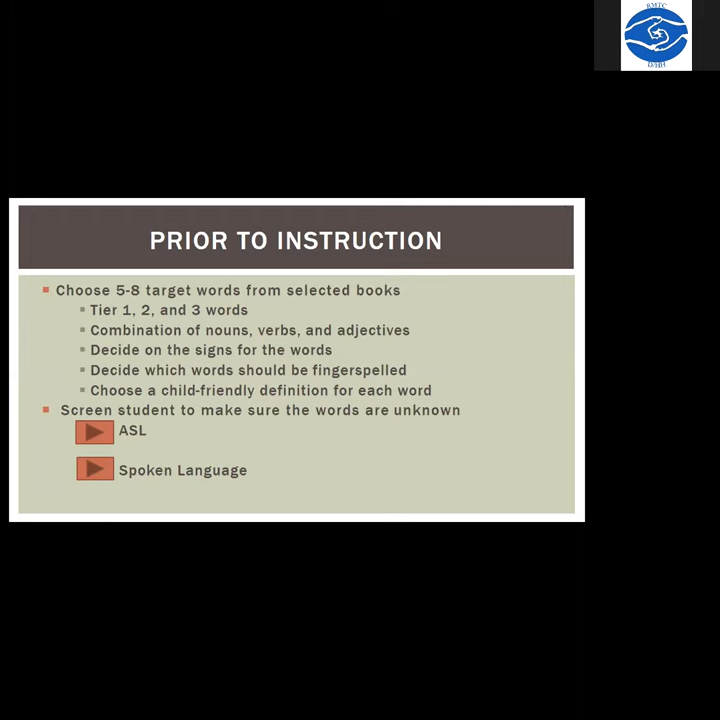 RMTC
D/HH
PRIOR TO INSTRUCTION
Choose 5-8 target words from selected books
Tier 1, 2, and 3 words
Combination of nouns, verbs, and adjectives
Decide on the signs for the words
Decide which words should be fingerspelled
Choose a child-friendly definition for each word
Screen student to make sure the words are unknown
ASL
Spoken Language